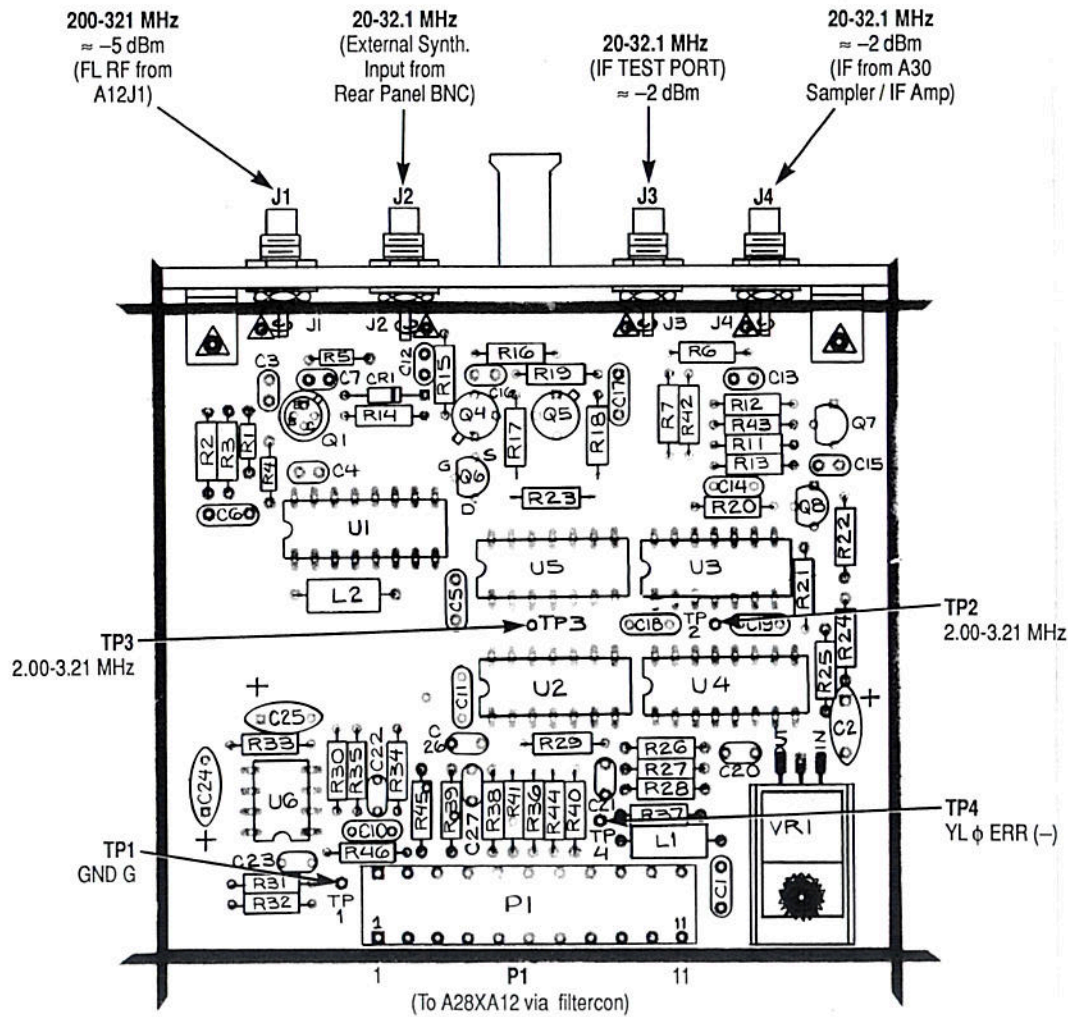 200-321 MHz
≈ –5 dBm
(FL RF from
A12J1)
20-32.1 MHz
(External Synth.
Input from
Rear Panel BNC)
20-32.1 MHz
(IF TEST PORT)
≈ –2 dBm
20-32.1 MHz
≈ –2 dBm
(IF from A30
Sampler / IF Amp)
J1
J2
J3
J4
J1
J2
J3
J4
C3
R5
C7
CR1
R14
C12
R15
R16
C16
R19
C17
R6
C13
R2
R3
R1
R4
Q1
Q4
R17
Q5
R18
R7
R42
R12
R43
R11
R13
Q7
C15
C4
G
S
Q6
D
C14
R20
Q8
R22
C6
U1
R23
U5
U3
R21
L2
C5
TP3
C18
TP
2
C19
R24
R25
TP3
2.00-3.21 MHz
TP2
2.00-3.21 MHz
U2
U4
C11
+
C25
R33
R30
R35
C22
R34
C
26
R29
R26
R27
R28
C20
5
12
C2
+
C24
+
U6
R45
R39
C27
R38
R41
R36
R44
R40
C21
R37
TP
4
L1
VR1
TP4
YL ϕ ERR (–)
C10
R46
TP1
GND G
C23
R31
R32
TP
1
P1
C1
1
11
1
P1
11
(To A28XA12 via filtercon)